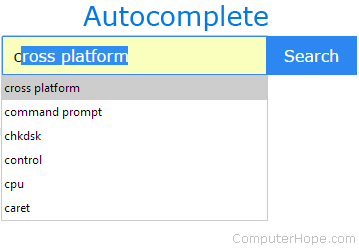 Autocomplete
cross platform Search
cross platform
command prompt
chkdsk
control
cpu
caret
ComputerHope.com